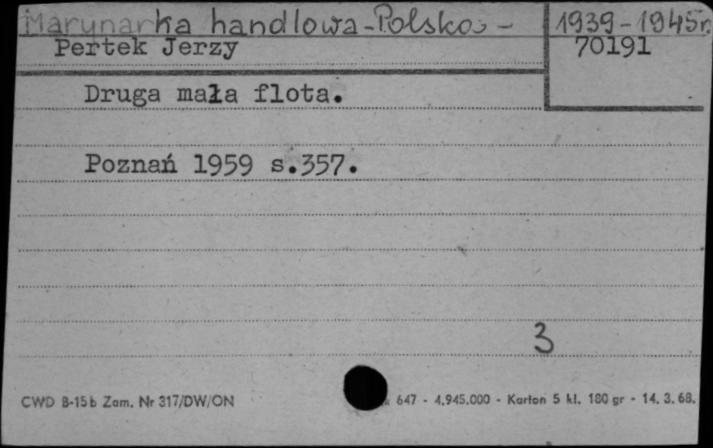 Marynarka handlowa-Polska - 1939-1945r.
Pertek Jerzy 70191
Druga mała flota.
Poznań 1959 s.357.
3
CWD B-15b Zam. Nr 317/DW/ON 647 - 4.945.000 - Karton 5 kl. 180 gr - 14. 3. 68.